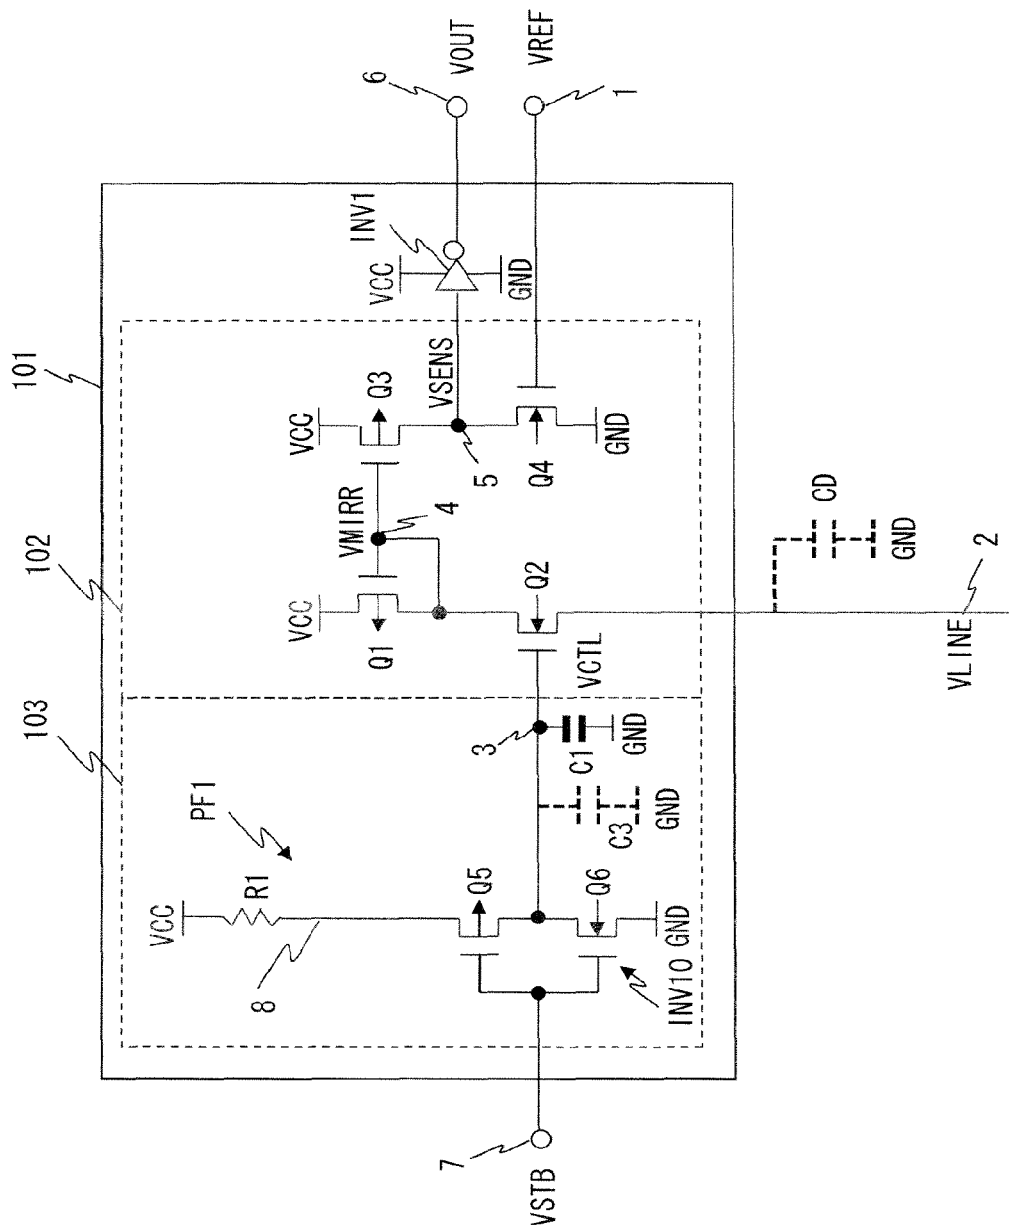 101
102
103
VCC
PF1
R1
8
Q5
Q6
INV10
GND
7
VSTB
C3
GND
C1
GND
3
VCTL
VCC
Q1
VMIRR
4
Q2
VCC
Q3
VSENS
5
Q4
GND
VCC
INV1
GND
6
VOUT
VREF
1
CD
GND
2
VLINE